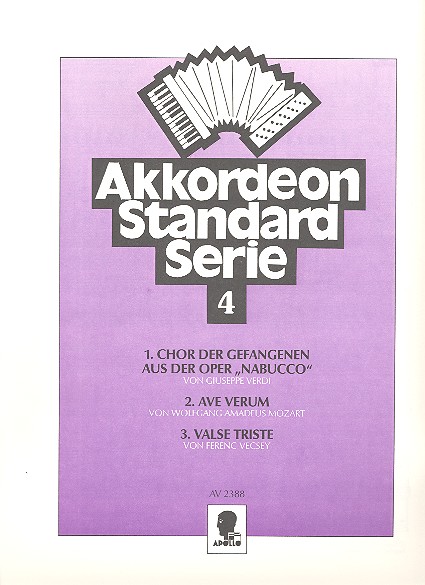 Akkordeon
Standard
Serie
4
1. CHOR DER GEFANGENEN
AUS DER OPER „NABUCCO“
VON GIUSEPPE VERDI
2. AVE VERUM
VON WOLFGANG AMADEUS MOZART
3. VALSE TRISTE
VON FERENC VECSEY
AV 2388
APOLLO